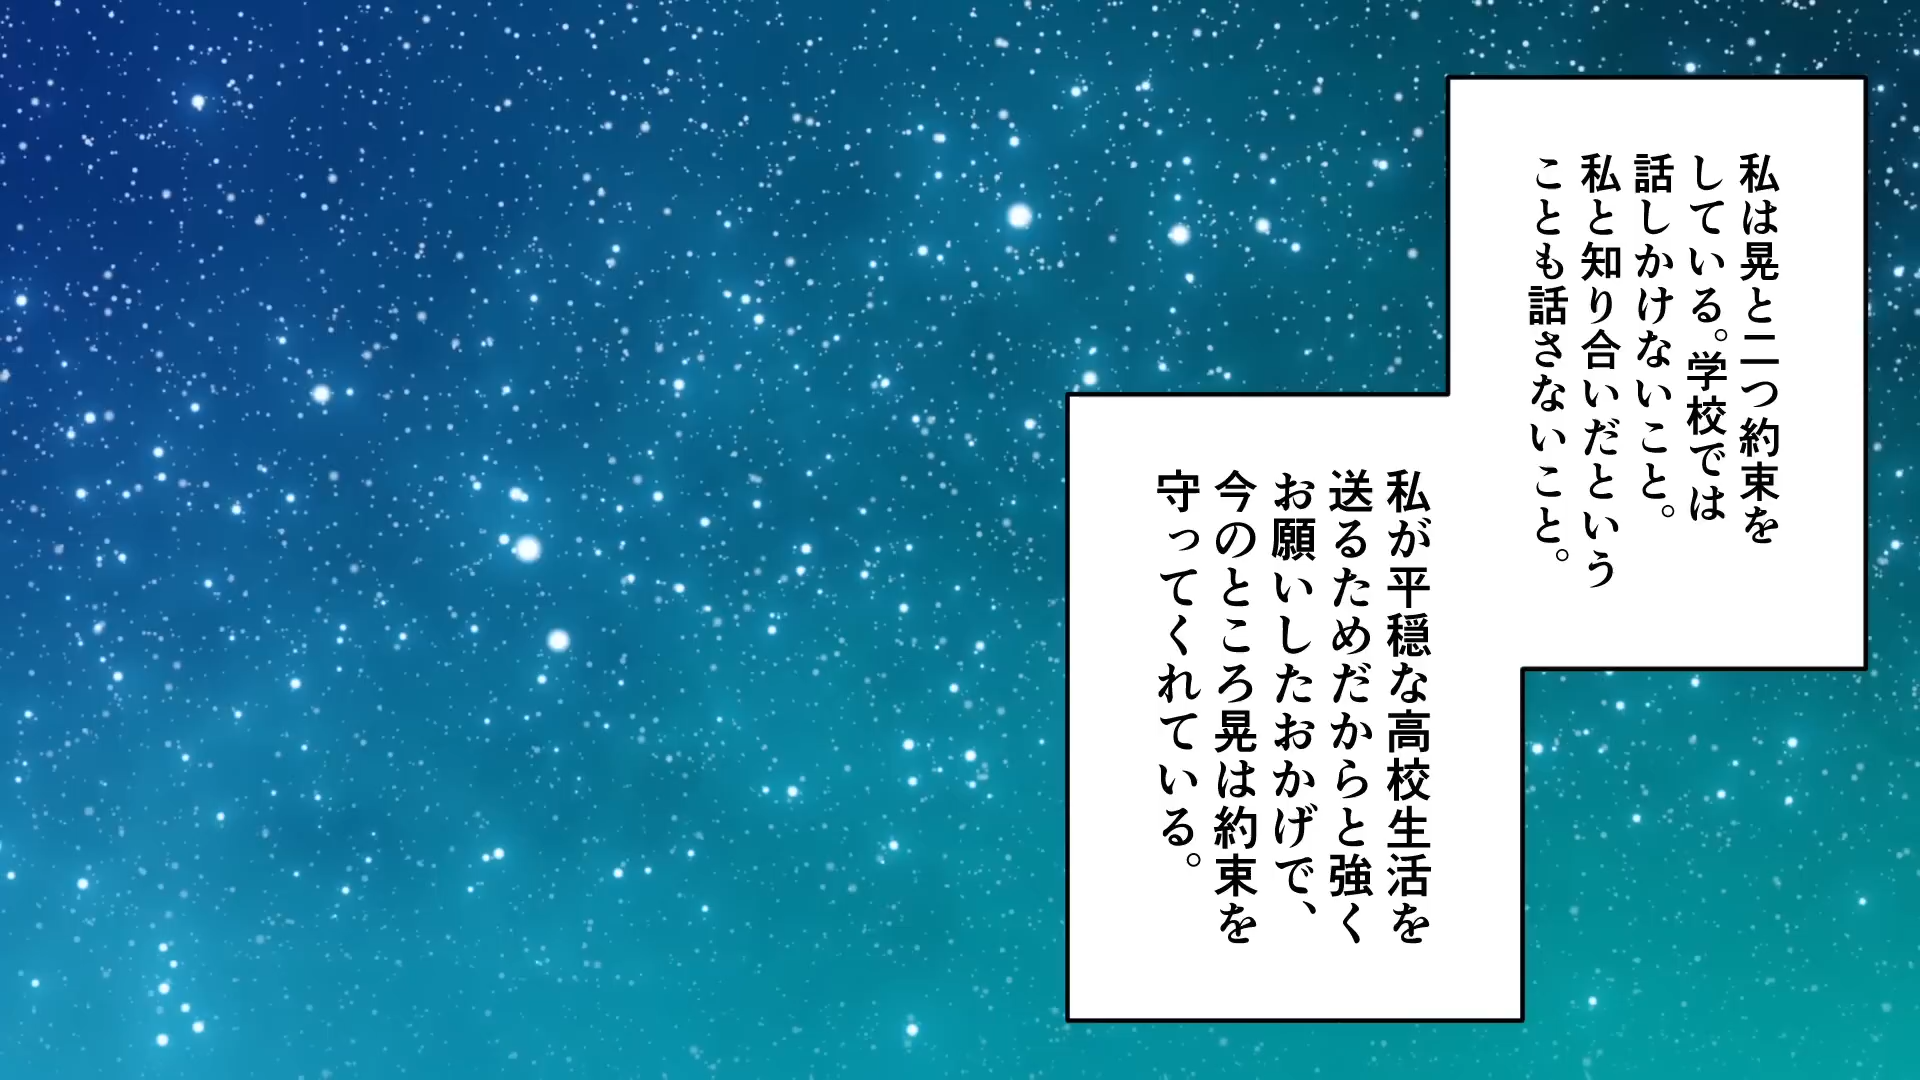 私は晃と二つ約束を
している。学校では
話しかけないこと。
私と知り合いだという
ことも話さないこと。
私が平穏な高校生活を
送るためだからと強く
お願いしたおかげで、
今のところ晃は約束を
守ってくれている。